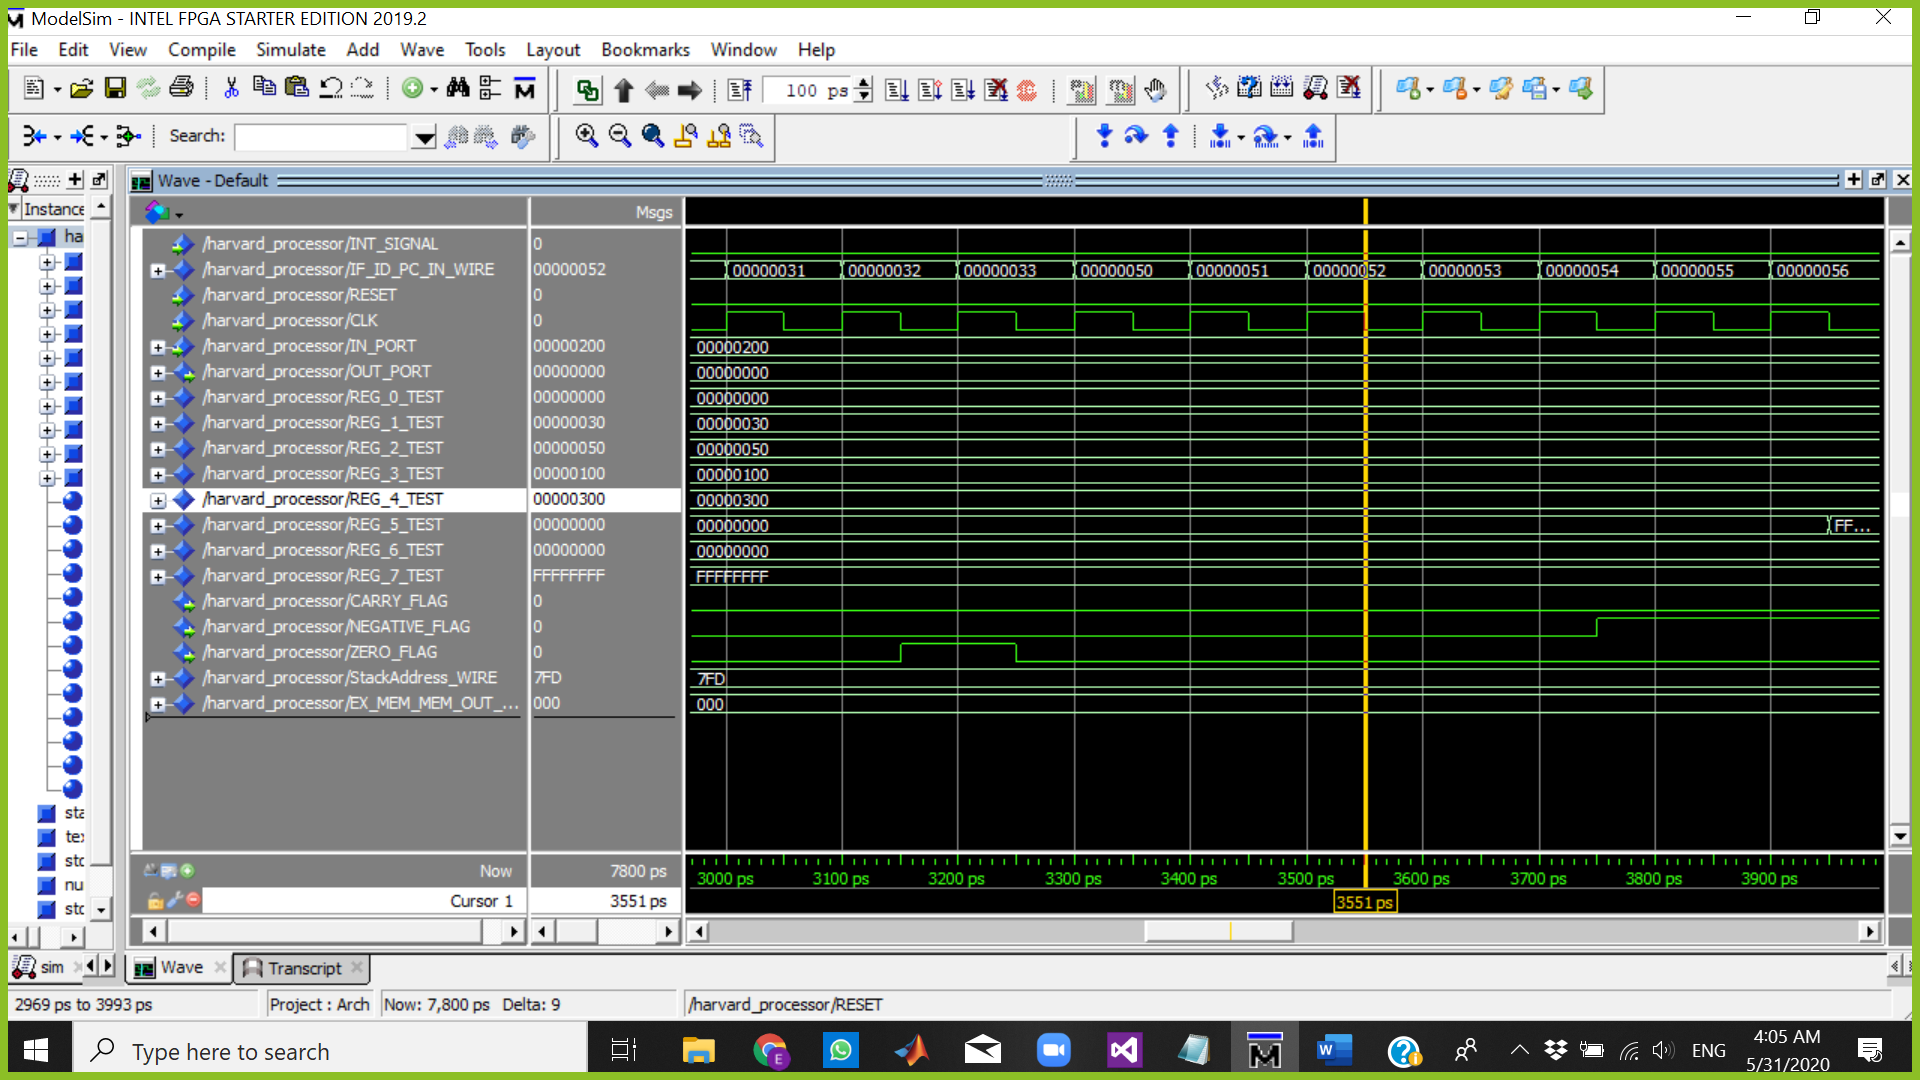 ModelSim - INTEL FPGA STARTER EDITION 2019.2
File Edit View Compile Simulate Add Wave Tools Layout Bookmarks Window Help
100 ps
Search:
Wave - Default
Instance
Msgs
ha
/harvard_processor/INT_SIGNAL 0
/harvard_processor/IF_ID_PC_IN_WIRE 00000052 00000031 00000032 00000033 00000050 00000051 00000052 00000053 00000054 00000055 00000056
/harvard_processor/RESET 0
/harvard_processor/CLK 0
/harvard_processor/IN_PORT 00000200 00000200
/harvard_processor/OUT_PORT 00000000 00000000
/harvard_processor/REG_0_TEST 00000000 00000000
/harvard_processor/REG_1_TEST 00000030 00000030
/harvard_processor/REG_2_TEST 00000050 00000050
/harvard_processor/REG_3_TEST 00000100 00000100
/harvard_processor/REG_4_TEST 00000300 00000300
/harvard_processor/REG_5_TEST 00000000 00000000 FF...
/harvard_processor/REG_6_TEST 00000000 00000000
/harvard_processor/REG_7_TEST FFFFFFFF FFFFFFFF
/harvard_processor/CARRY_FLAG 0
/harvard_processor/NEGATIVE_FLAG 0
/harvard_processor/ZERO_FLAG 0
/harvard_processor/StackAddress_WIRE 7FD 7FD
/harvard_processor/EX_MEM_MEM_OUT_... 000 000
sta
tex
std
nu
std
Now 7800 ps 3000 ps 3100 ps 3200 ps 3300 ps 3400 ps 3500 ps 3600 ps 3700 ps 3800 ps 3900 ps
Cursor 1 3551 ps 3551 ps
sim Wave Transcript
2969 ps to 3993 ps Project : Arch Now: 7,800 ps Delta: 9 /harvard_processor/RESET
Type here to search
ENG
4:05 AM
5/31/2020